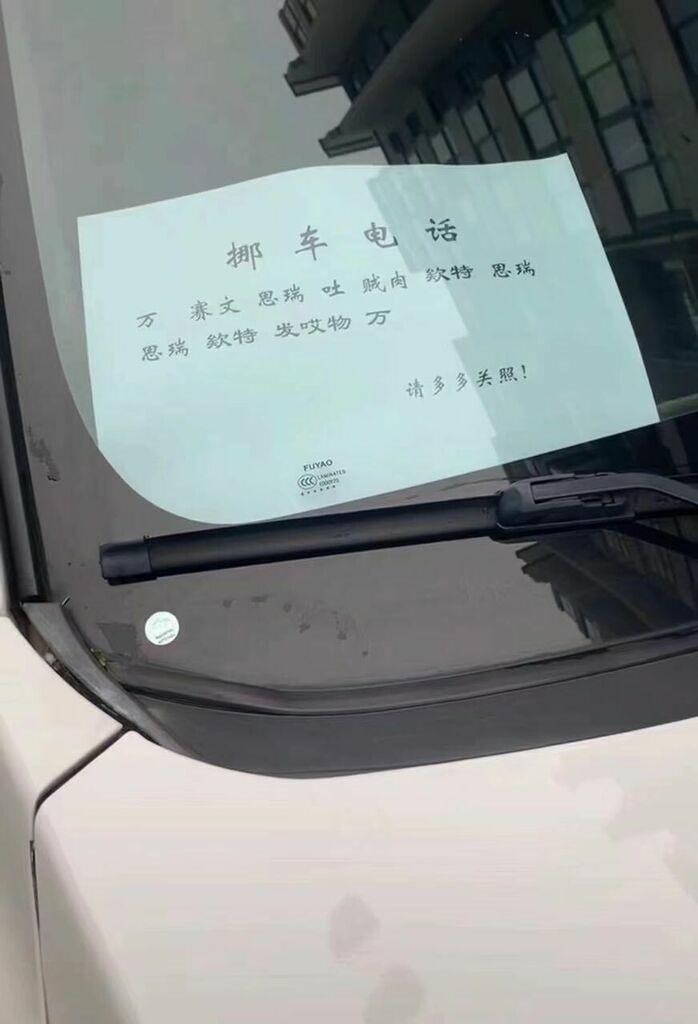 挪 车 电 话
万 赛文 思瑞 吐 贼肉 欸特 思瑞
思瑞 欸特 发哎物 万
请多多关照!
FUYAO
CCC LAMINATED
E000920